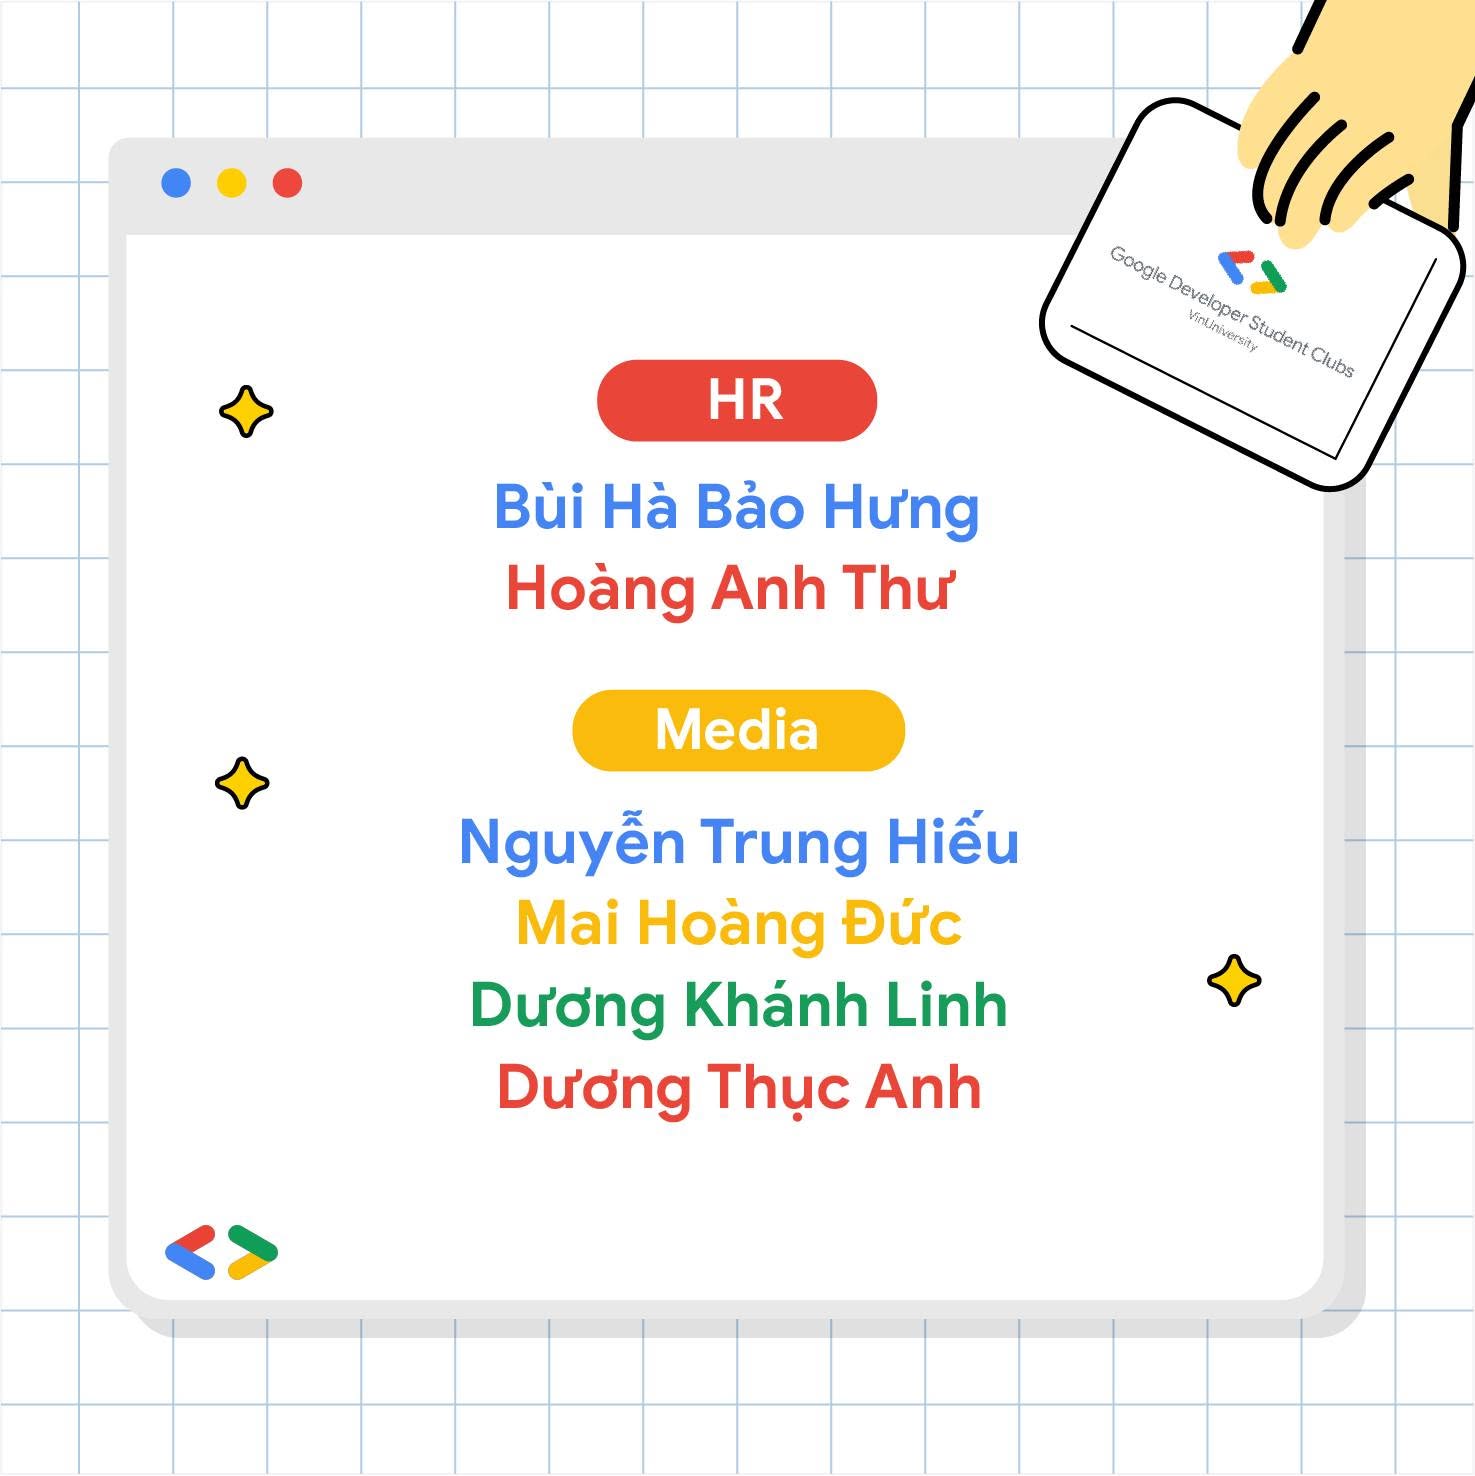 Google Developer Student Clubs
VinUniversity
HR
Bùi Hà Bảo Hưng
Hoàng Anh Thư
Media
Nguyễn Trung Hiếu
Mai Hoàng Đức
Dương Khánh Linh
Dương Thục Anh